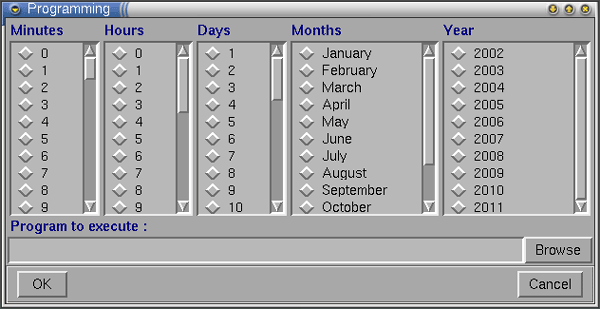 Programming
Minutes Hours Days Months Year
0 0 1 January 2002
1 1 2 February 2003
2 2 3 March 2004
3 3 4 April 2005
4 4 5 May 2006
5 5 6 June 2007
6 6 7 July 2008
7 7 8 August 2009
8 8 9 September 2010
9 9 10 October 2011
Program to execute :
Browse
OK Cancel